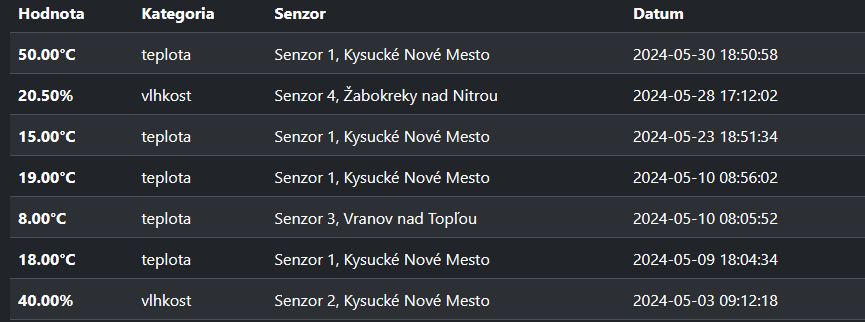 Hodnota Kategoria Senzor Datum
50.00°C teplota Senzor 1, Kysucké Nové Mesto 2024-05-30 18:50:58
20.50% vlhkost Senzor 4, Žabokreky nad Nitrou 2024-05-28 17:12:02
15.00°C teplota Senzor 1, Kysucké Nové Mesto 2024-05-23 18:51:34
19.00°C teplota Senzor 1, Kysucké Nové Mesto 2024-05-10 08:56:02
8.00°C teplota Senzor 3, Vranov nad Topľou 2024-05-10 08:05:52
18.00°C teplota Senzor 1, Kysucké Nové Mesto 2024-05-09 18:04:34
40.00% vlhkost Senzor 2, Kysucké Nové Mesto 2024-05-03 09:12:18